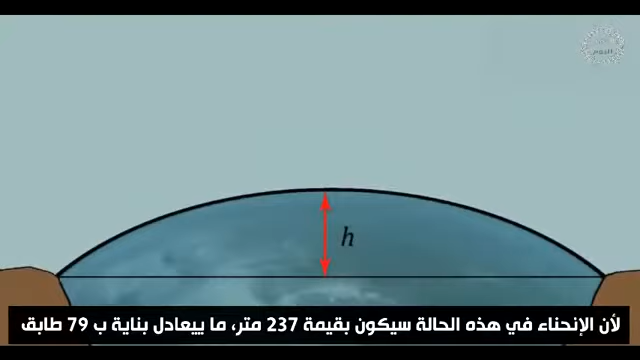 h
لأن الإنحناء في هذه الحالة سيكون بقيمة 237 متر، ما ييعادل بناية ب 79 طابق